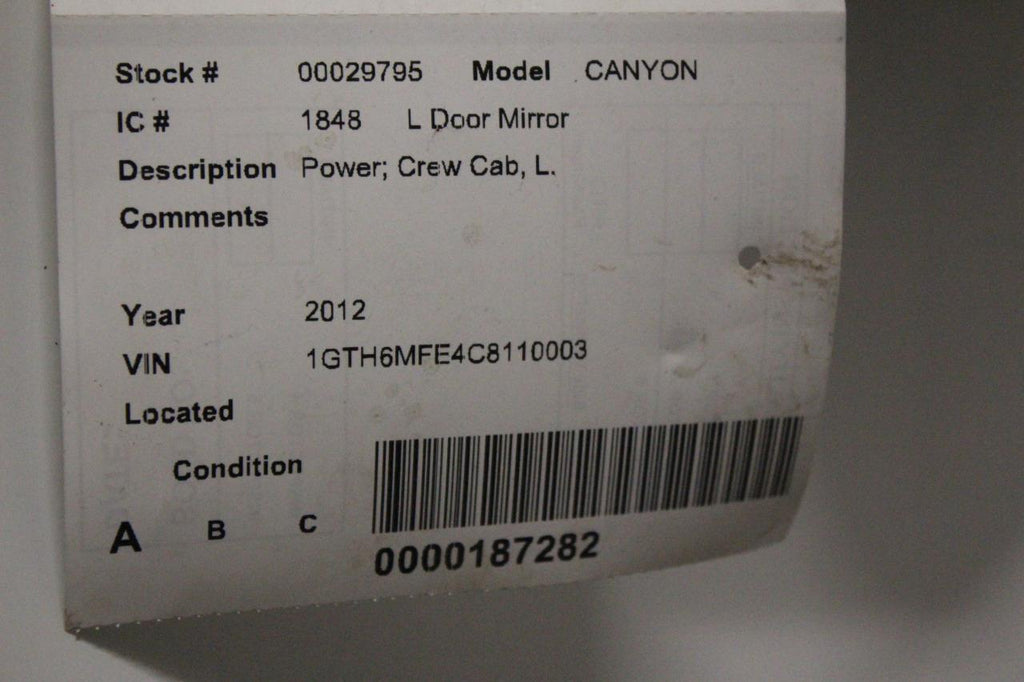 Stock # 00029795 Model CANYON
IC # 1848 L Door Mirror
Description Power; Crew Cab, L.
Comments
Year 2012
VIN 1GTH6MFE4C8110003
Located
Condition
A B C
0000187282